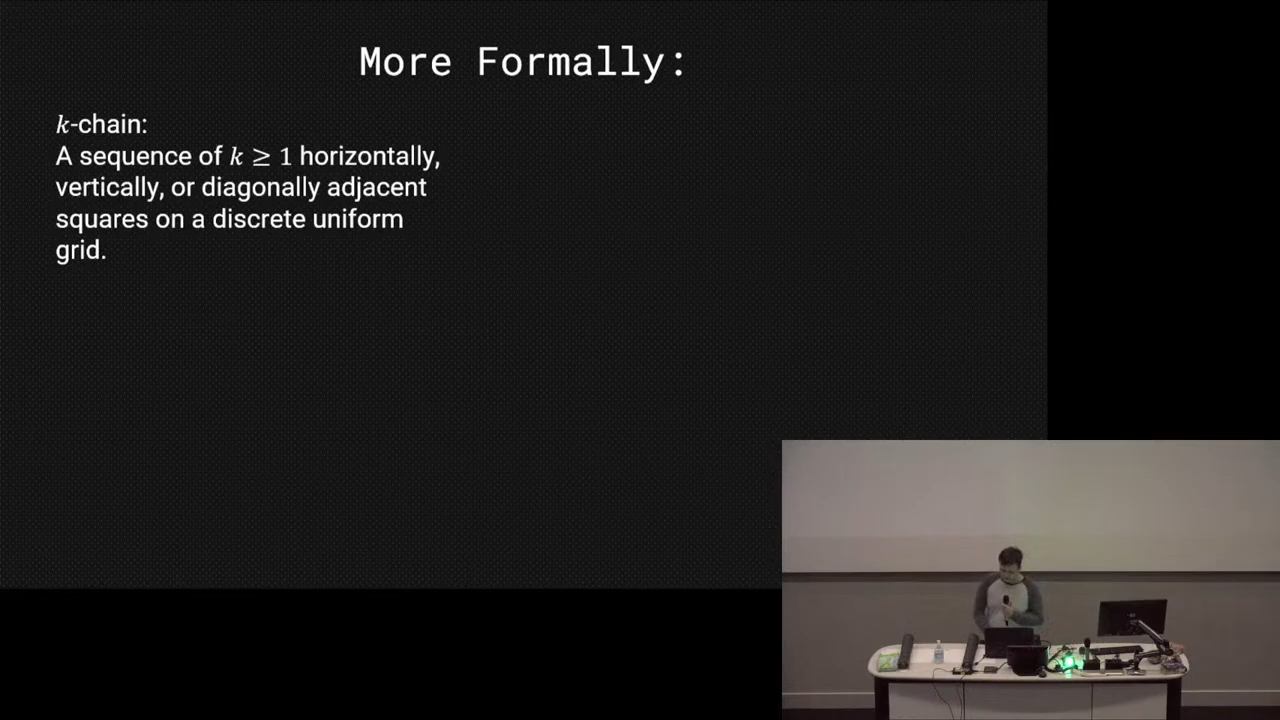 More Formally:
k-chain:
A sequence of k ≥ 1 horizontally,
vertically, or diagonally adjacent
squares on a discrete uniform
grid.